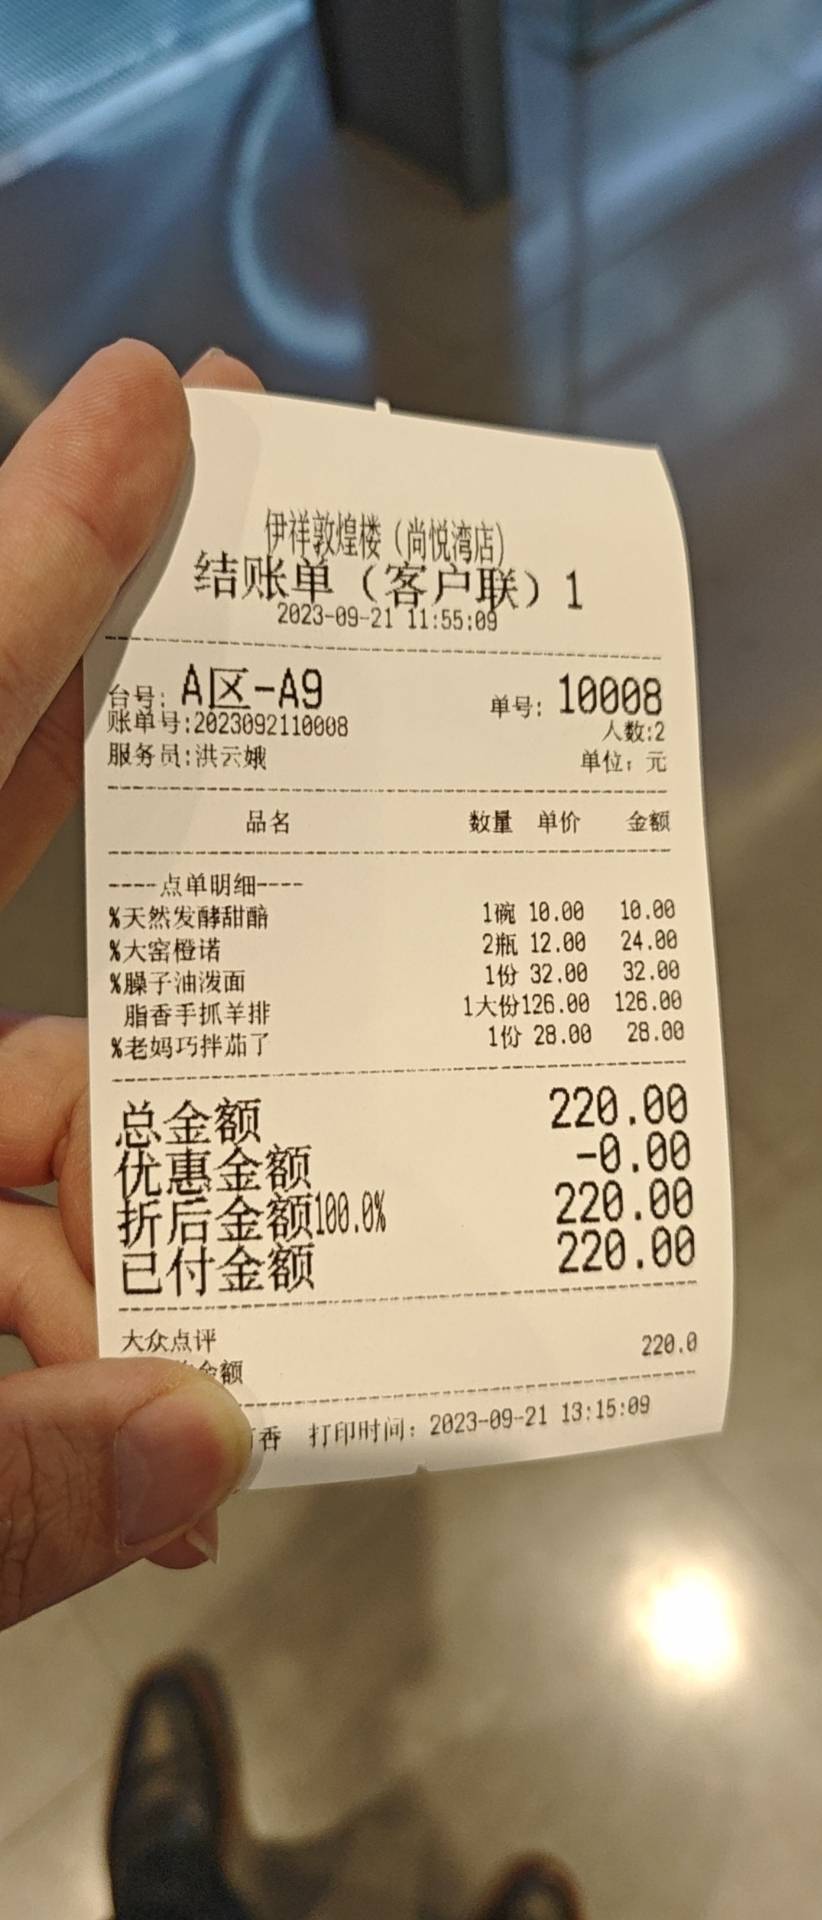 伊祥敦煌楼（尚悦湾店）
结账单（客户联）1
2023-09-21 11:55:09
台号: A区-A9 单号: 10008
账单号:2023092110008 人数:2
服务员:洪云娥 单位: 元
品名 数量 单价 金额
----点单明细----
%天然发酵甜醅 1碗 10.00 10.00
%大窑橙诺 2瓶 12.00 24.00
%臊子油泼面 1份 32.00 32.00
脂香手抓羊排 1大份126.00 126.00
%老妈巧拌茄丁 1份 28.00 28.00
总金额 220.00
优惠金额 -0.00
折后金额100.0% 220.00
已付金额 220.00
大众点评 220.0
金额
香 打印时间: 2023-09-21 13:15:09